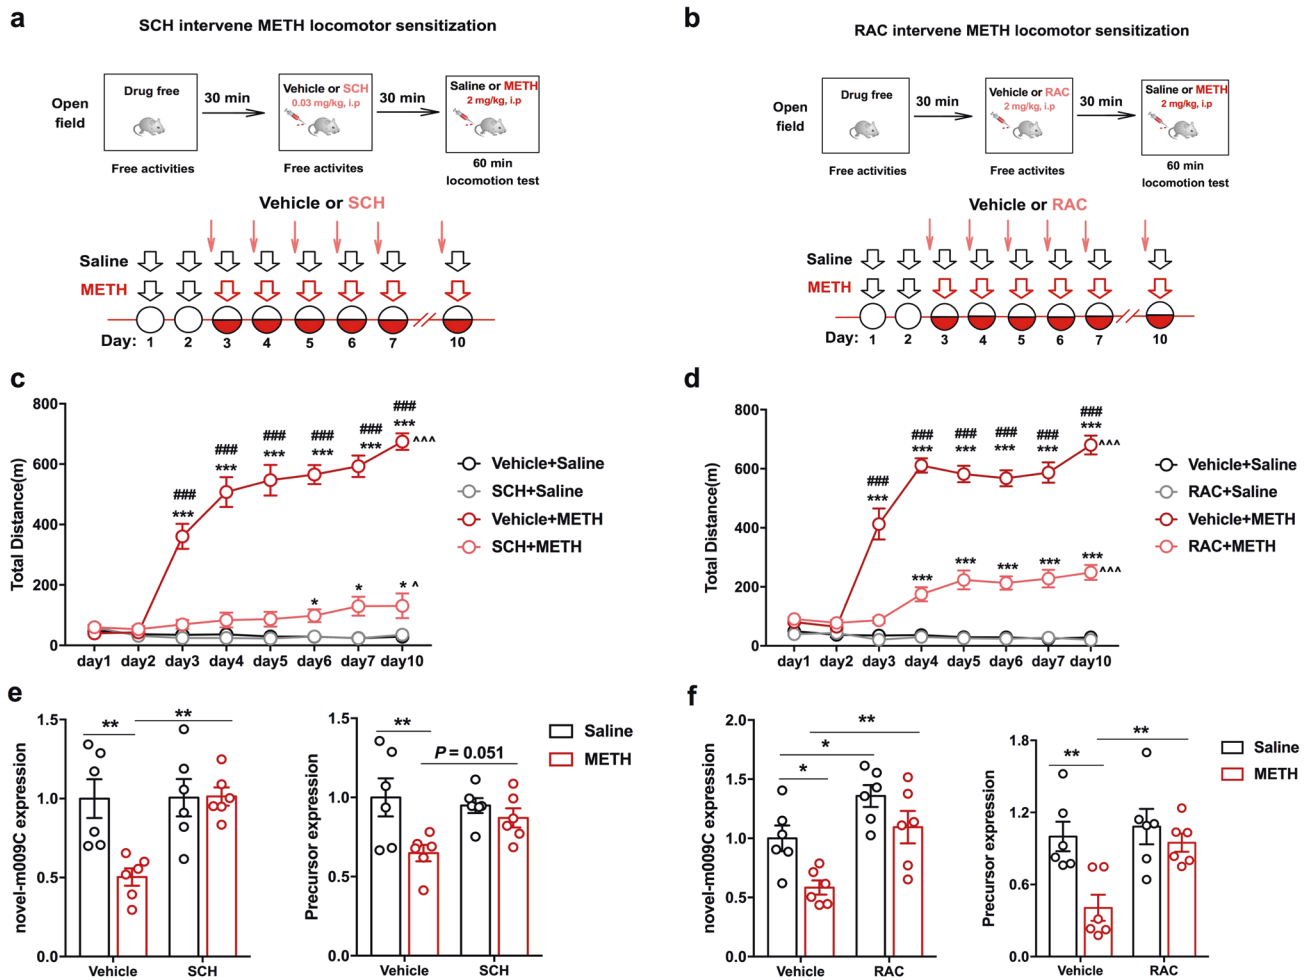 a
SCH intervene METH locomotor sensitization
Open
field
Drug free
30 min
Vehicle or SCH
0.03 mg/kg, i.p
30 min
Saline or METH
2 mg/kg, i.p
Free activities
Free activites
60 min
locomotion test
Vehicle or SCH
Saline
METH
Day: 1 2 3 4 5 6 7 10
b
RAC intervene METH locomotor sensitization
Open
field
Drug free
30 min
Vehicle or RAC
2 mg/kg, i.p
30 min
Saline or METH
2 mg/kg, i.p
Free activities
Free activites
60 min
locomotion test
Vehicle or RAC
Saline
METH
Day: 1 2 3 4 5 6 7 10
c
Total Distance(m)
800
600
400
200
0
day1 day2 day3 day4 day5 day6 day7 day10
### ### ### ### ### ###
*** *** *** *** *** *** ^^^
* * * ^
Vehicle+Saline
SCH+Saline
Vehicle+METH
SCH+METH
d
Total Distance(m)
800
600
400
200
0
day1 day2 day3 day4 day5 day6 day7 day10
### ### ### ### ### ###
*** *** *** *** *** *** ^^^
*** *** *** *** *** ^^^
Vehicle+Saline
RAC+Saline
Vehicle+METH
RAC+METH
e
novel-m009C expression
1.5
1.0
0.5
0.0
** **
Vehicle SCH
Precursor expression
1.5
1.0
0.5
0.0
**
P = 0.051
Vehicle SCH
Saline
METH
f
novel-m009C expression
2.0
1.5
1.0
0.5
0.0
**
*
*
Vehicle RAC
Precursor expression
1.8
1.2
0.6
0.0
** **
Vehicle RAC
Saline
METH